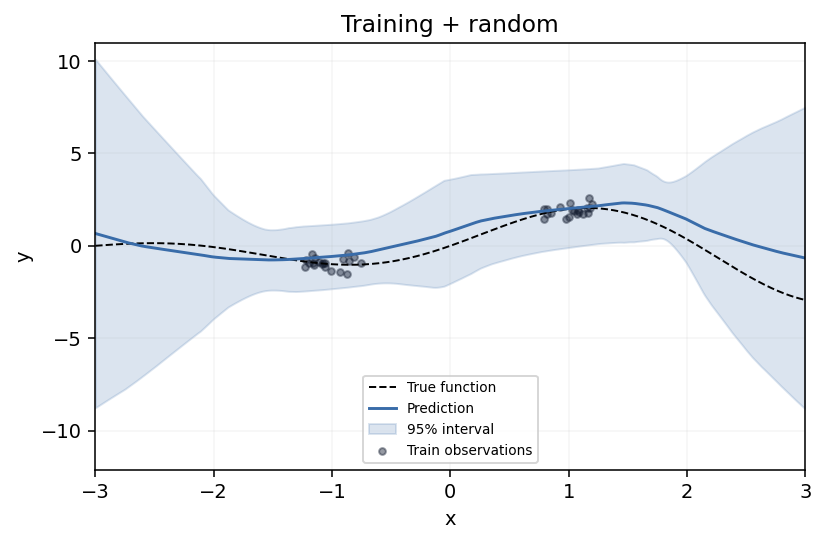 Training + random
10
5
0
−5
−10
y
−3
−2
−1
0
1
2
3
x
True function
Prediction
95% interval
Train observations